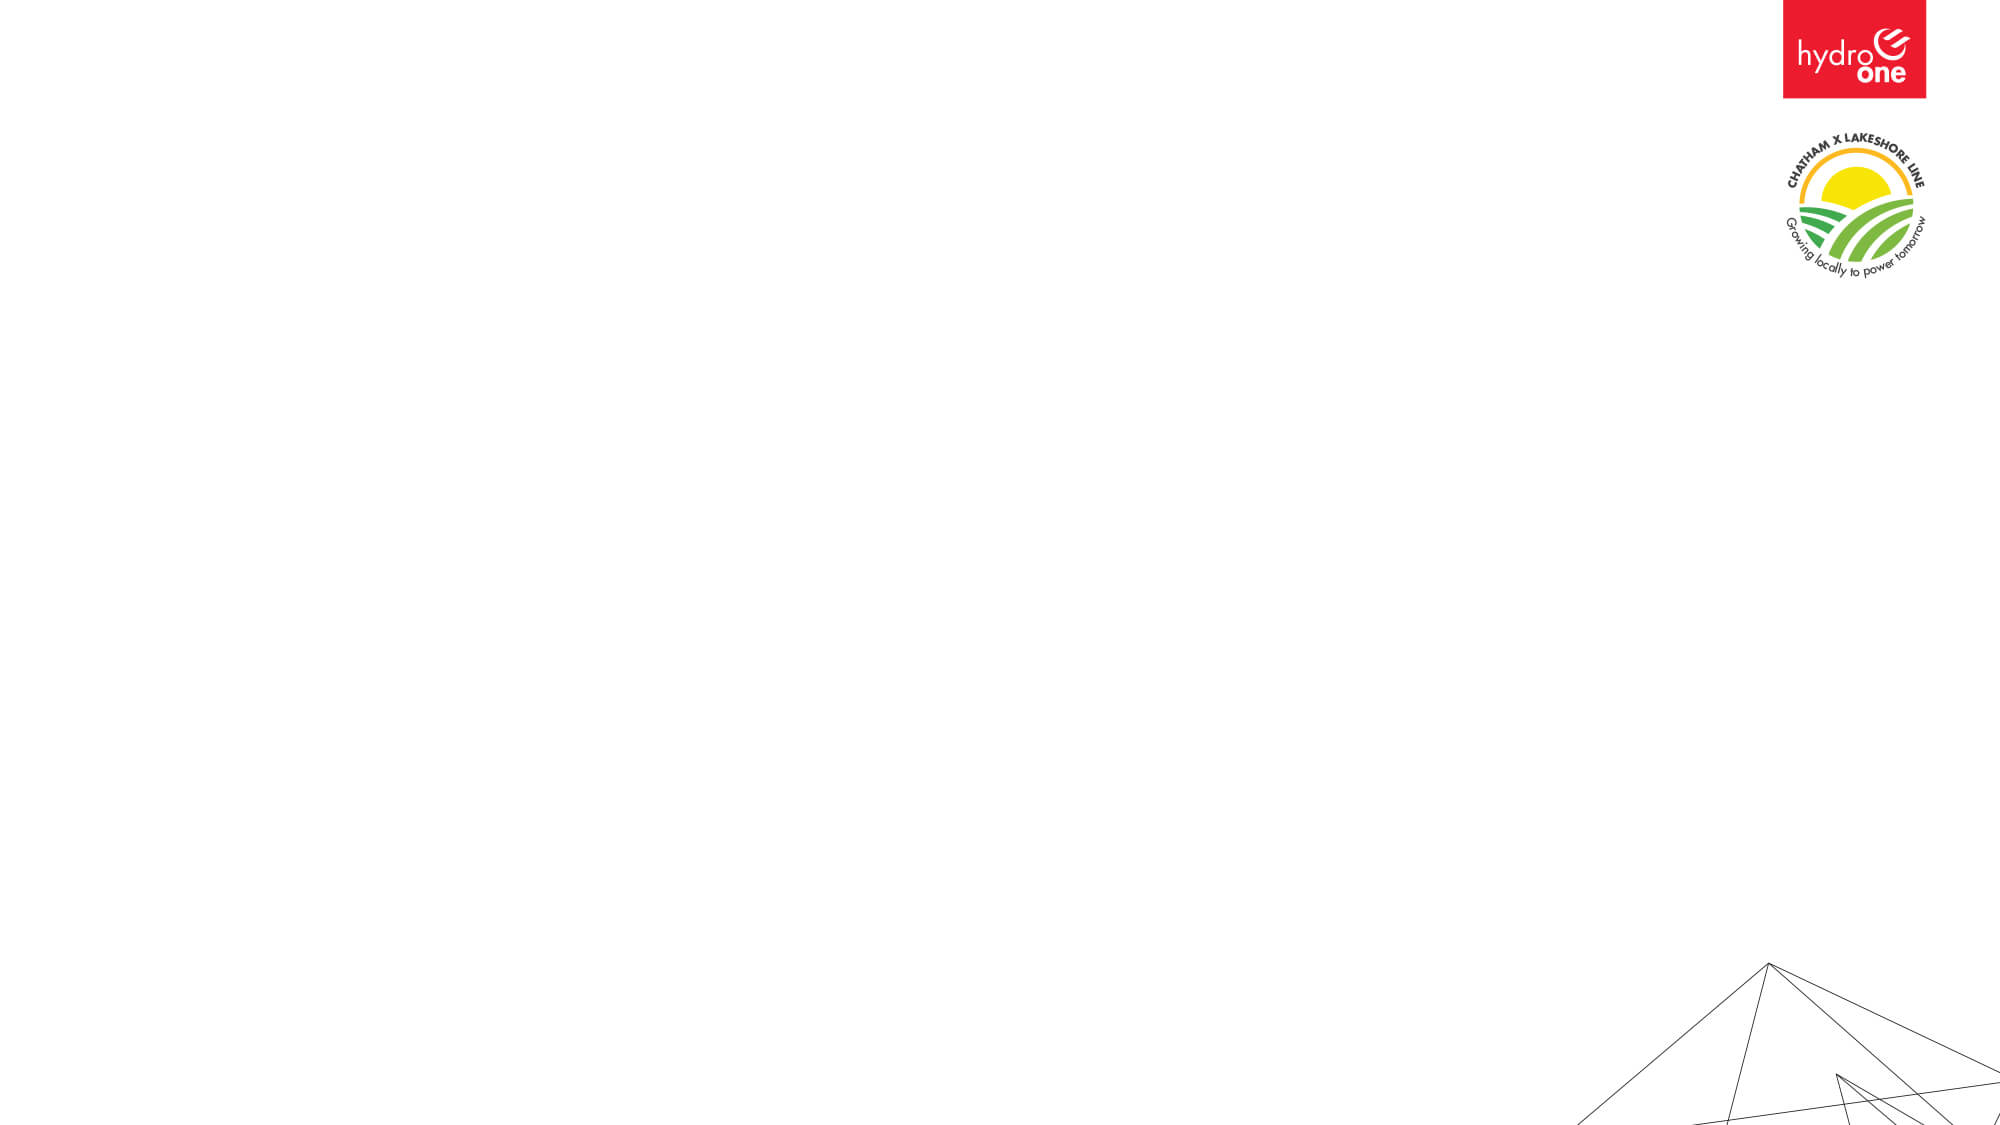 hydro
one
CHATHAM X LAKESHORE LINE
Growing locally to power tomorrow